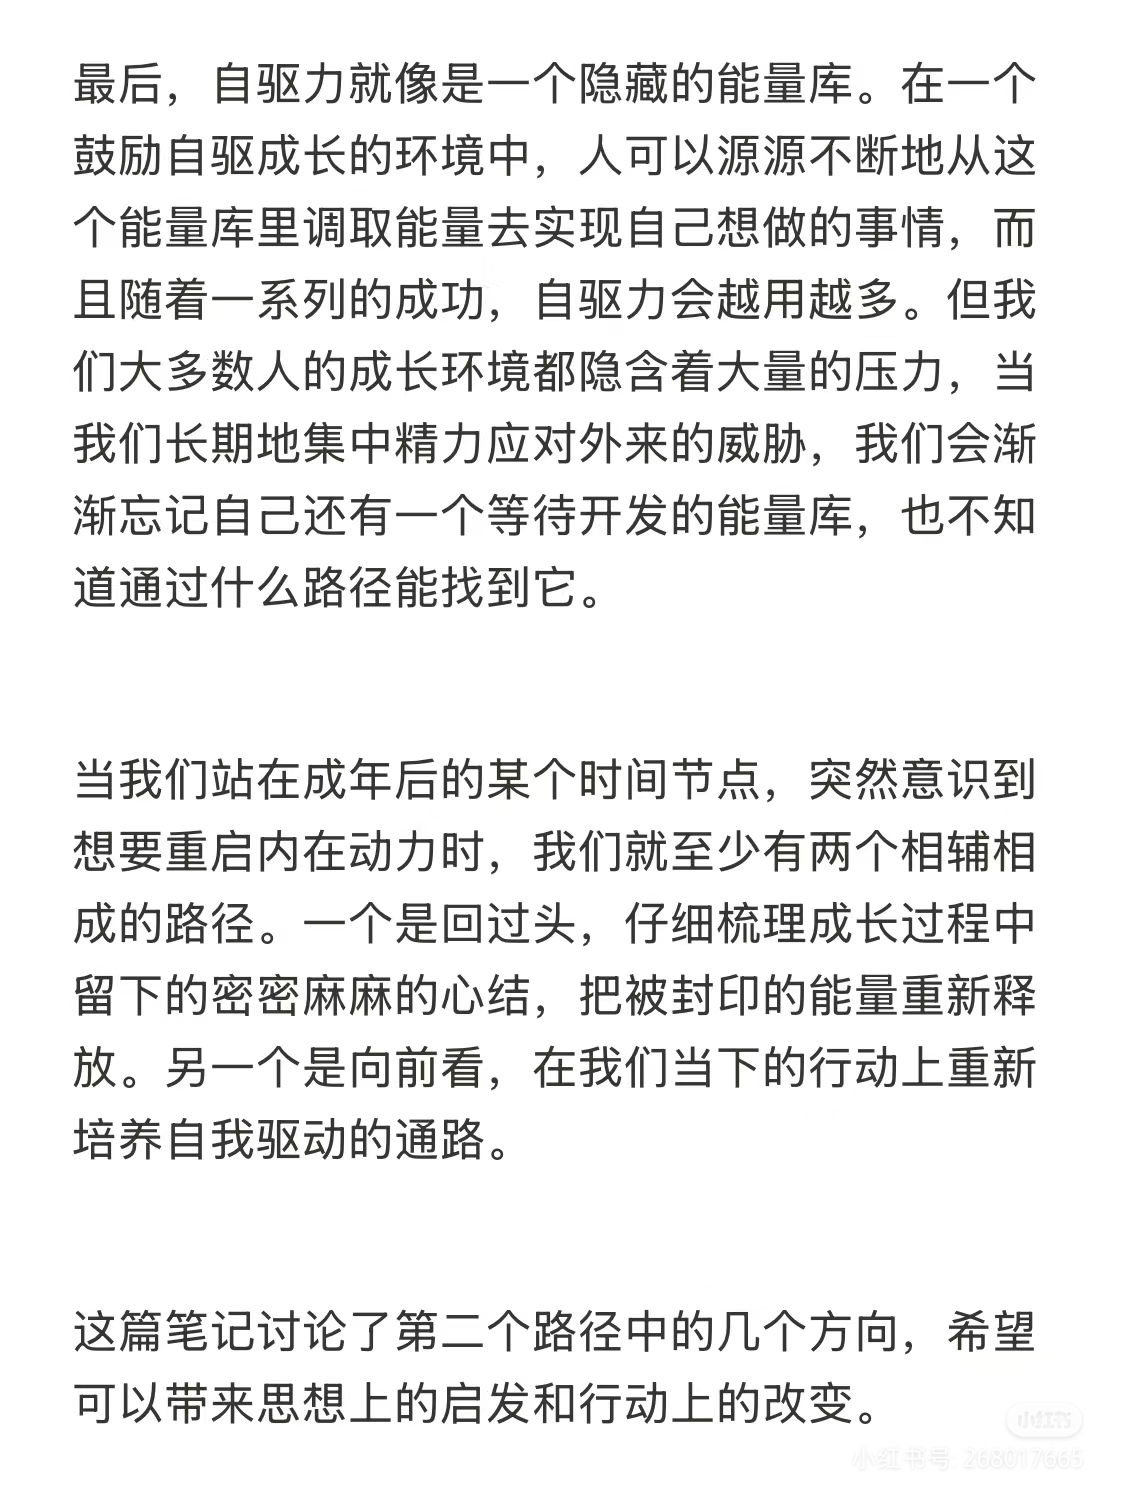 最后，自驱力就像是一个隐藏的能量库。在一个
鼓励自驱成长的环境中，人可以源源不断地从这
个能量库里调取能量去实现自己想做的事情，而
且随着一系列的成功，自驱力会越用越多。但我
们大多数人的成长环境都隐含着大量的压力，当
我们长期地集中精力应对外来的威胁，我们会渐
渐忘记自己还有一个等待开发的能量库，也不知
道通过什么路径能找到它。
当我们站在成年后的某个时间节点，突然意识到
想要重启内在动力时，我们就至少有两个相辅相
成的路径。一个是回过头，仔细梳理成长过程中
留下的密密麻麻的心结，把被封印的能量重新释
放。另一个是向前看，在我们当下的行动上重新
培养自我驱动的通路。
这篇笔记讨论了第二个路径中的几个方向，希望
可以带来思想上的启发和行动上的改变。
小红书
小红书号: 268017665